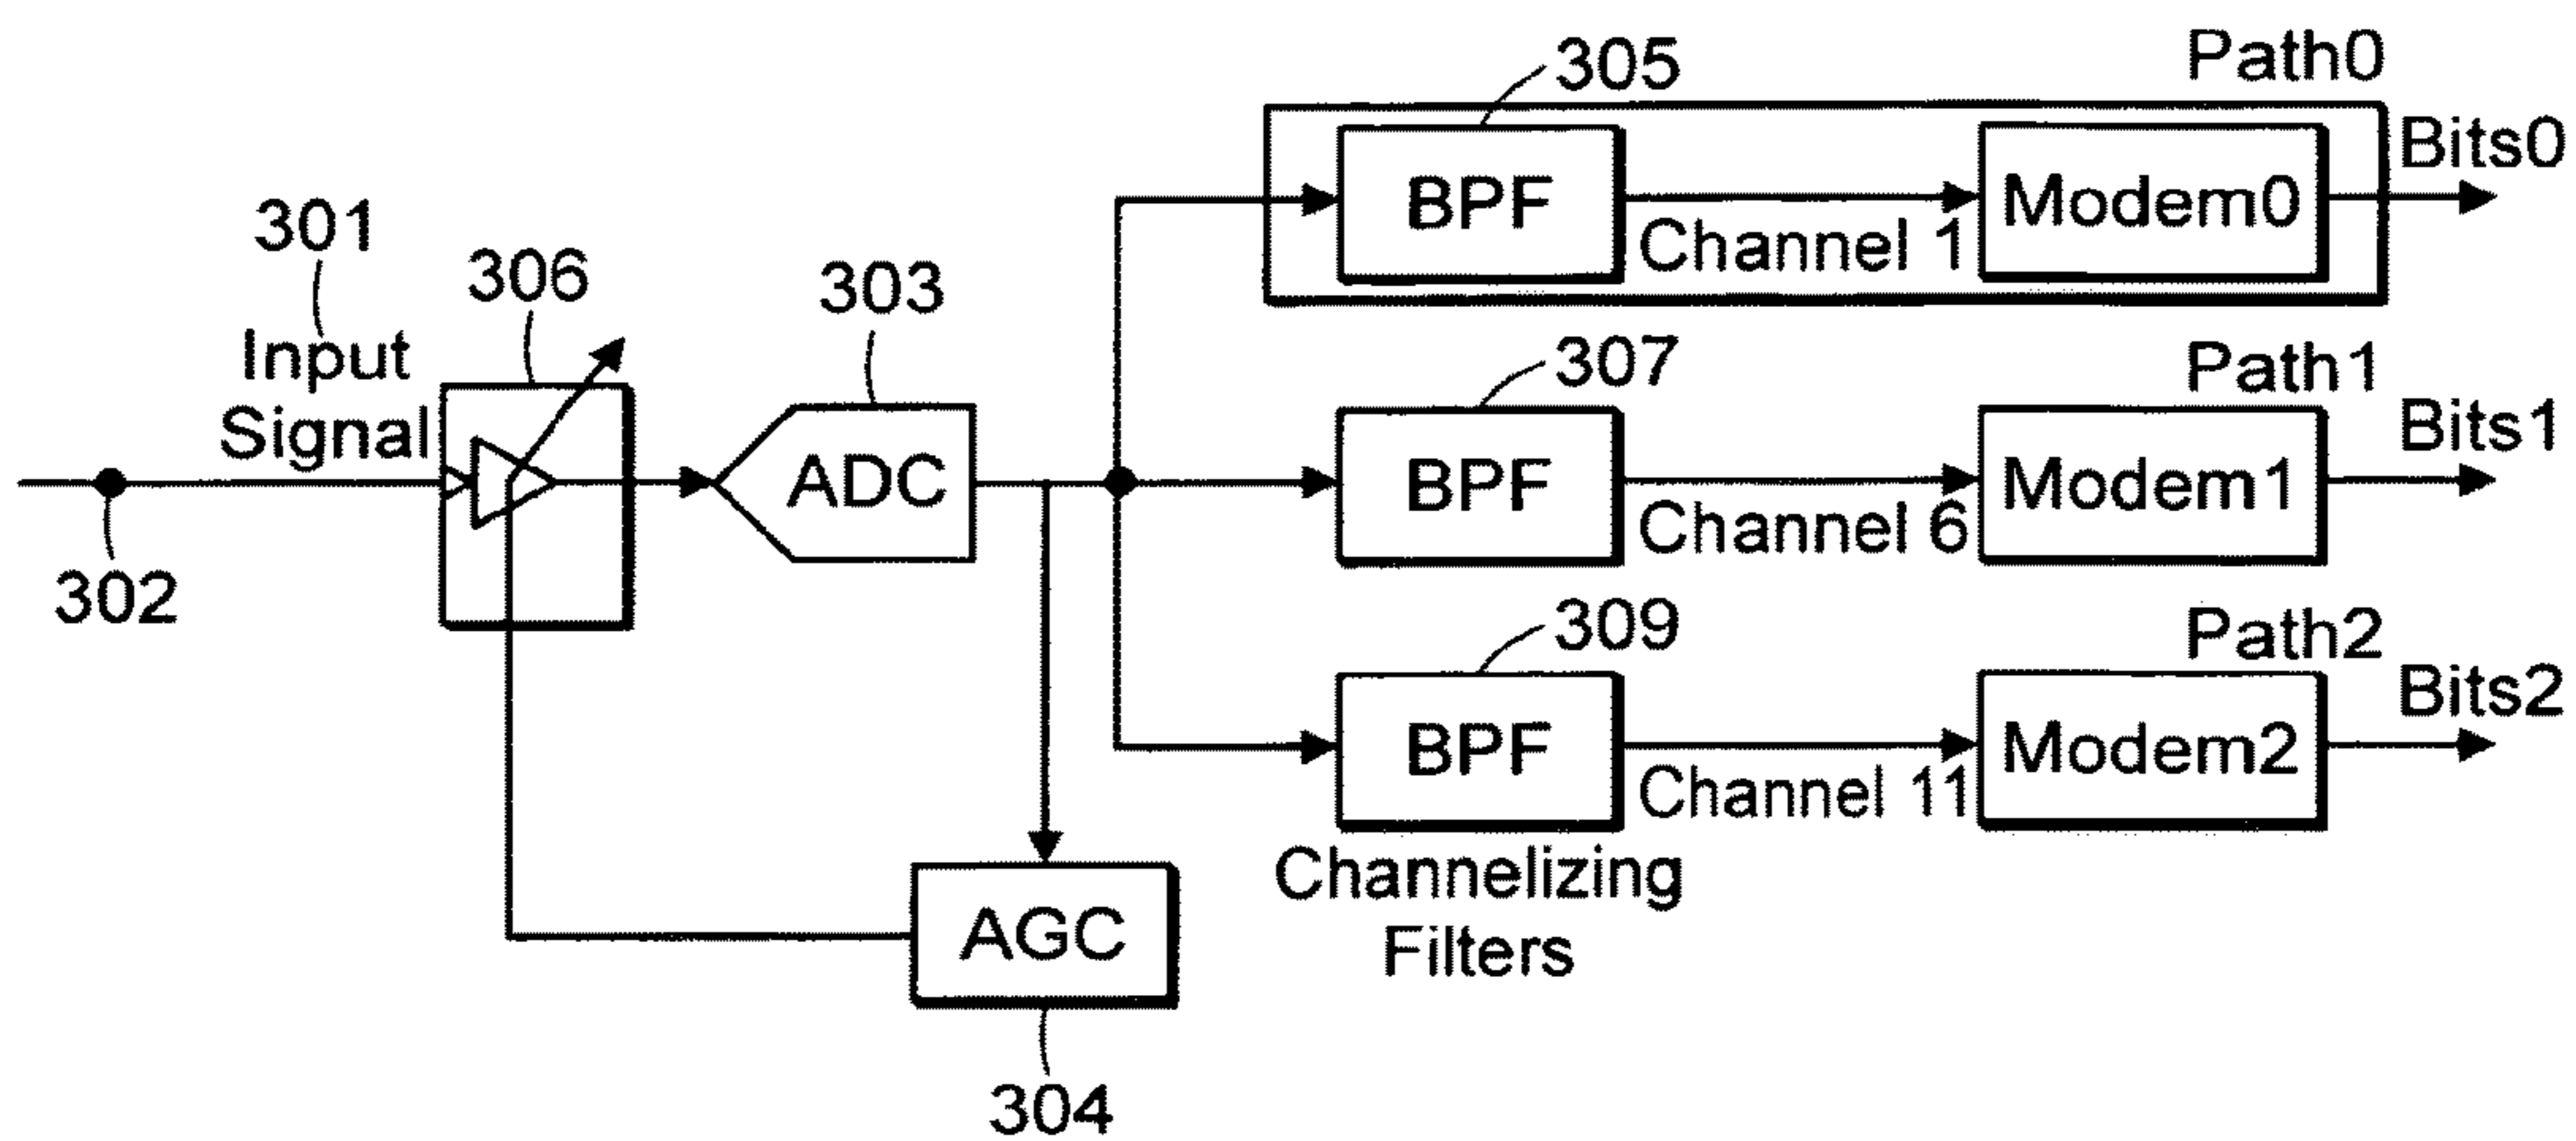 Path0
305
Bits0
BPF
Modem0
Channel 1
301
306
303
Input
Signal
307
Path1
Bits1
ADC
BPF
Modem1
Channel 6
302
309
Path2
Bits2
BPF
Modem2
Channel 11
Channelizing
Filters
AGC
304